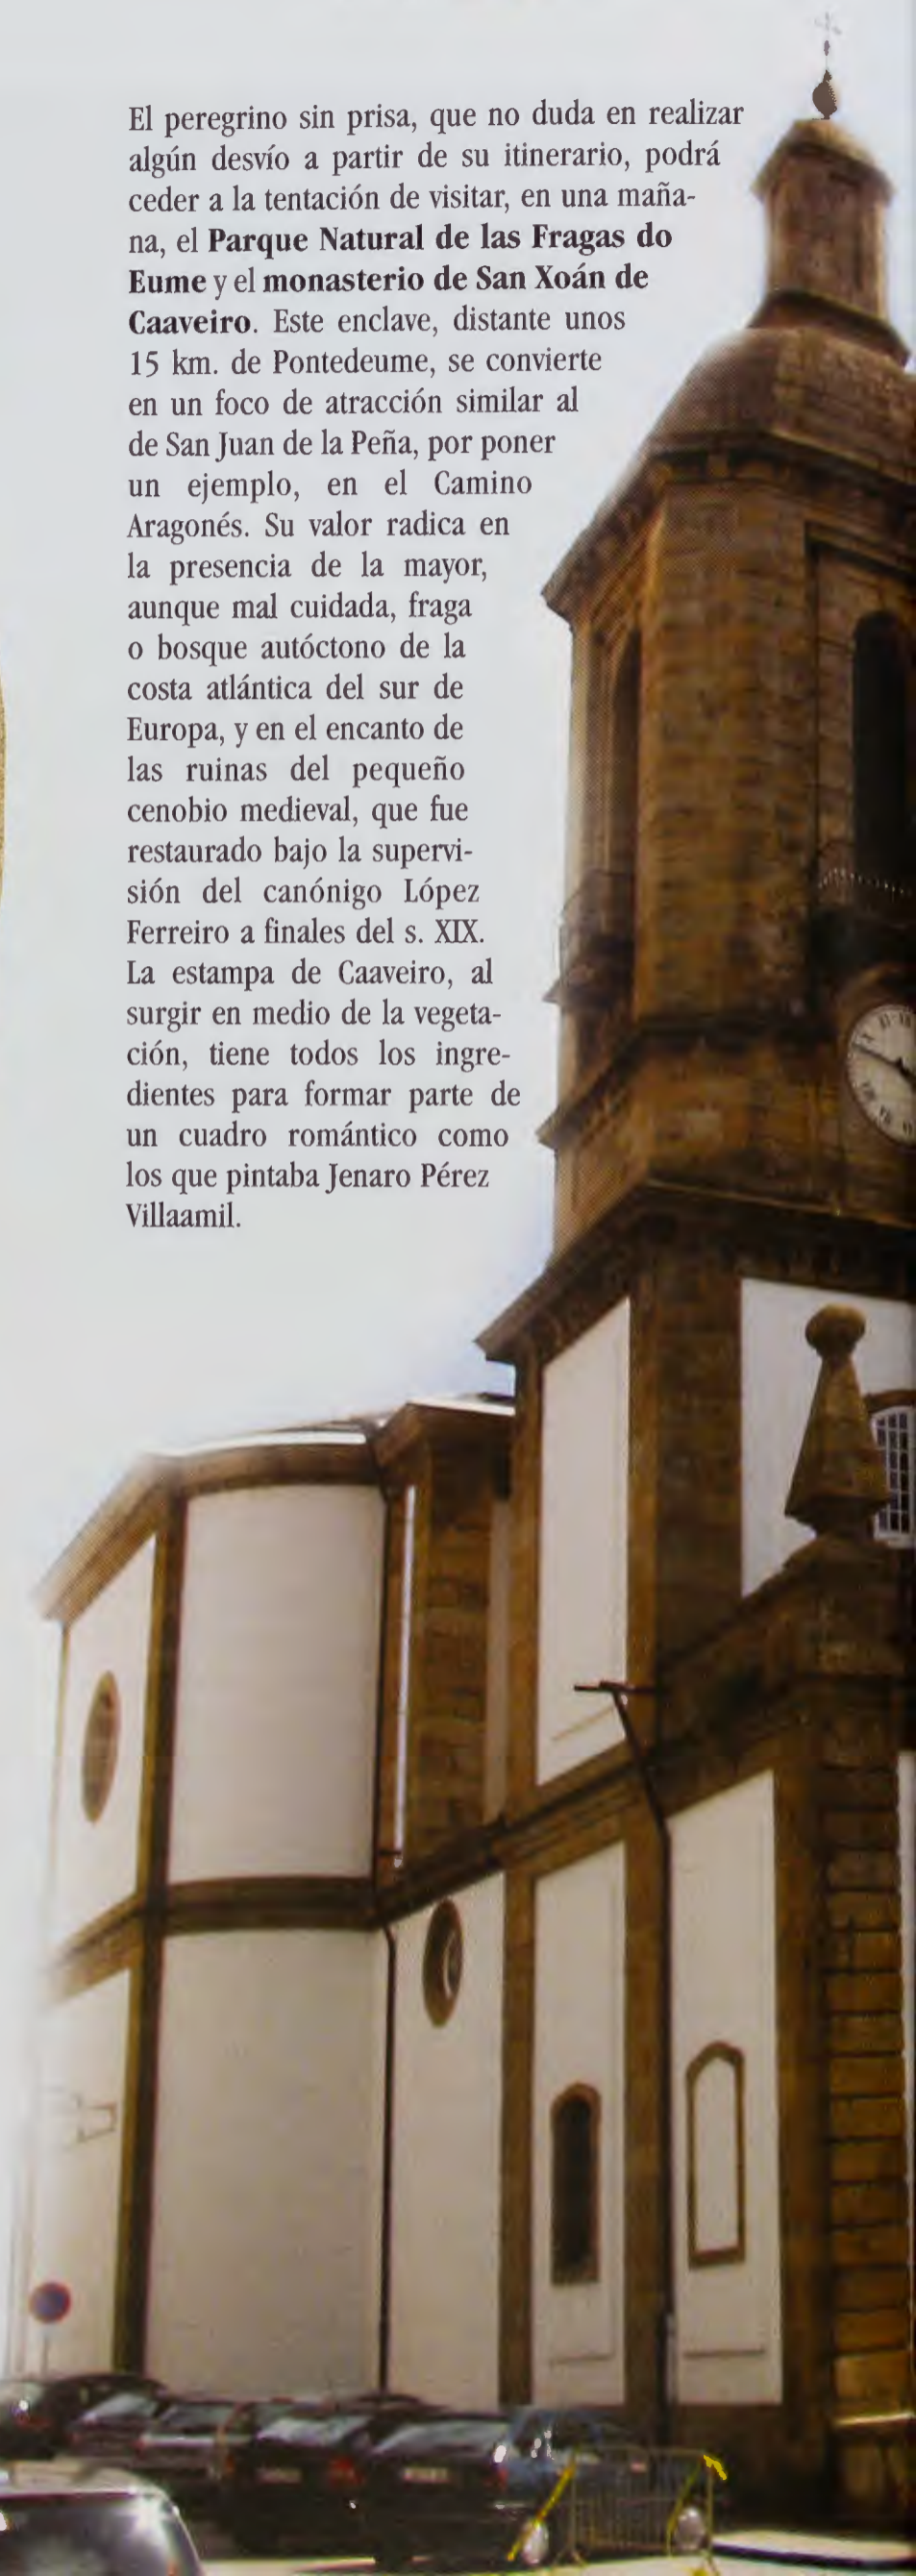 El peregrino sin prisa, que no duda en realizar
algún desvío a partir de su itinerario, podrá
ceder a la tentación de visitar, en una maña-
na, el Parque Natural de las Fragas do
Eume y el monasterio de San Xoán de
Caaveiro. Este enclave, distante unos
15 km. de Pontedeume, se convierte
en un foco de atracción similar al
de San Juan de la Peña, por poner
un ejemplo, en el Camino
Aragonés. Su valor radica en
la presencia de la mayor,
aunque mal cuidada, fraga
o bosque autóctono de la
costa atlántica del sur de
Europa, y en el encanto de
las ruinas del pequeño
cenobio medieval, que fue
restaurado bajo la supervi-
sión del canónigo López
Ferreiro a finales del s. XIX.
La estampa de Caaveiro, al
surgir en medio de la vegeta-
ción, tiene todos los ingre-
dientes para formar parte de
un cuadro romántico como
los que pintaba Jenaro Pérez
Villaamil.